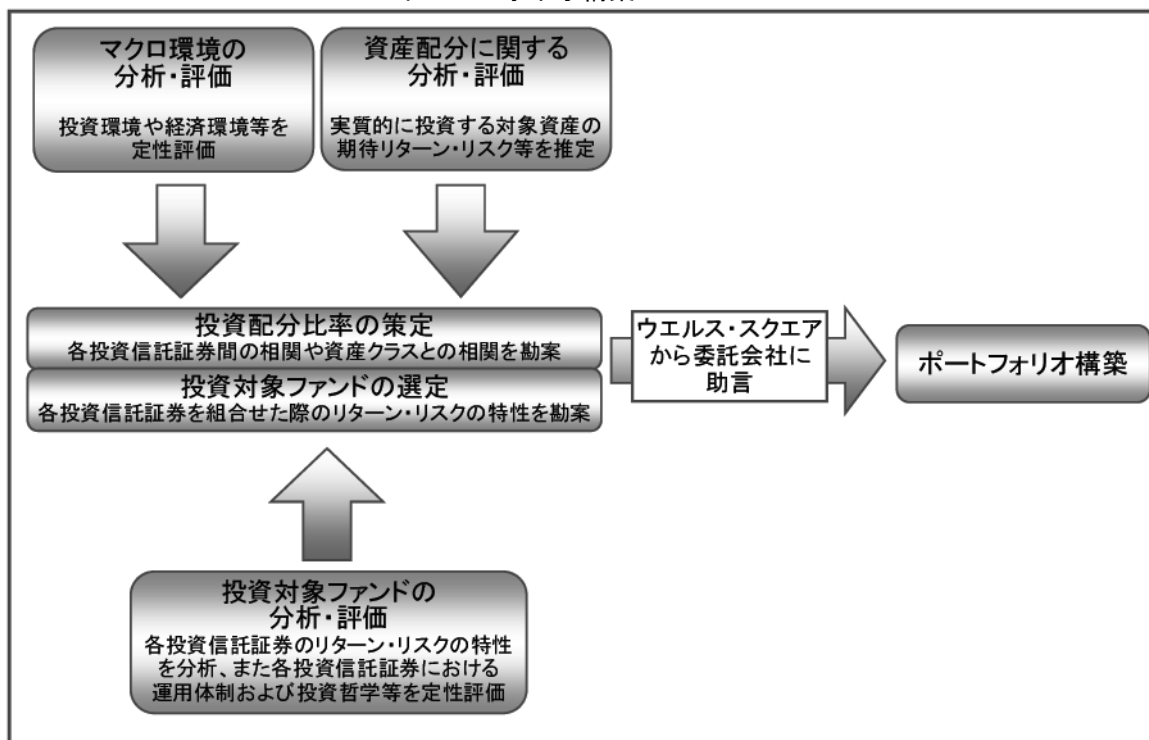 マクロ環境の
分析・評価
投資環境や経済環境等を
定性評価
資産配分に関する
分析・評価
実質的に投資する対象資産の
期待リターン・リスク等を推定
投資配分比率の策定
各投資信託証券間の相関や資産クラスとの相関を勘案
投資対象ファンドの選定
各投資信託証券を組合せた際のリターン・リスクの特性を勘案
ウエルス・スクエア
から委託会社に
助言
ポートフォリオ構築
投資対象ファンドの
分析・評価
各投資信託証券のリターン・リスクの特性
を分析、また各投資信託証券における
運用体制および投資哲学等を定性評価